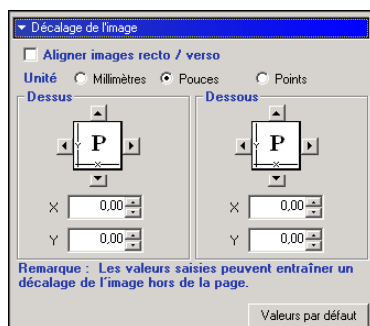 Décalage de l'image
Aligner images recto / verso
Unité Millimètres Pouces Points
Dessus Dessous
P P
Y Y
X X
X 0,00 X 0,00
Y 0,00 Y 0,00
Remarque : Les valeurs saisies peuvent entraîner un
décalage de l'image hors de la page.
Valeurs par défaut